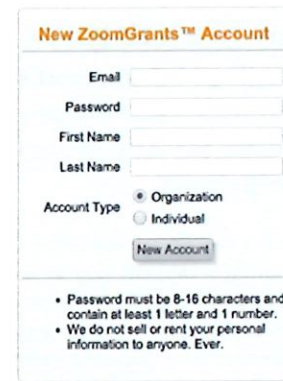 New ZoomGrants™ Account
Email
Password
First Name
Last Name
Account Type
Organization
Individual
New Account
• Password must be 8-16 characters and
contain at least 1 letter and 1 number.
• We do not sell or rent your personal
information to anyone. Ever.